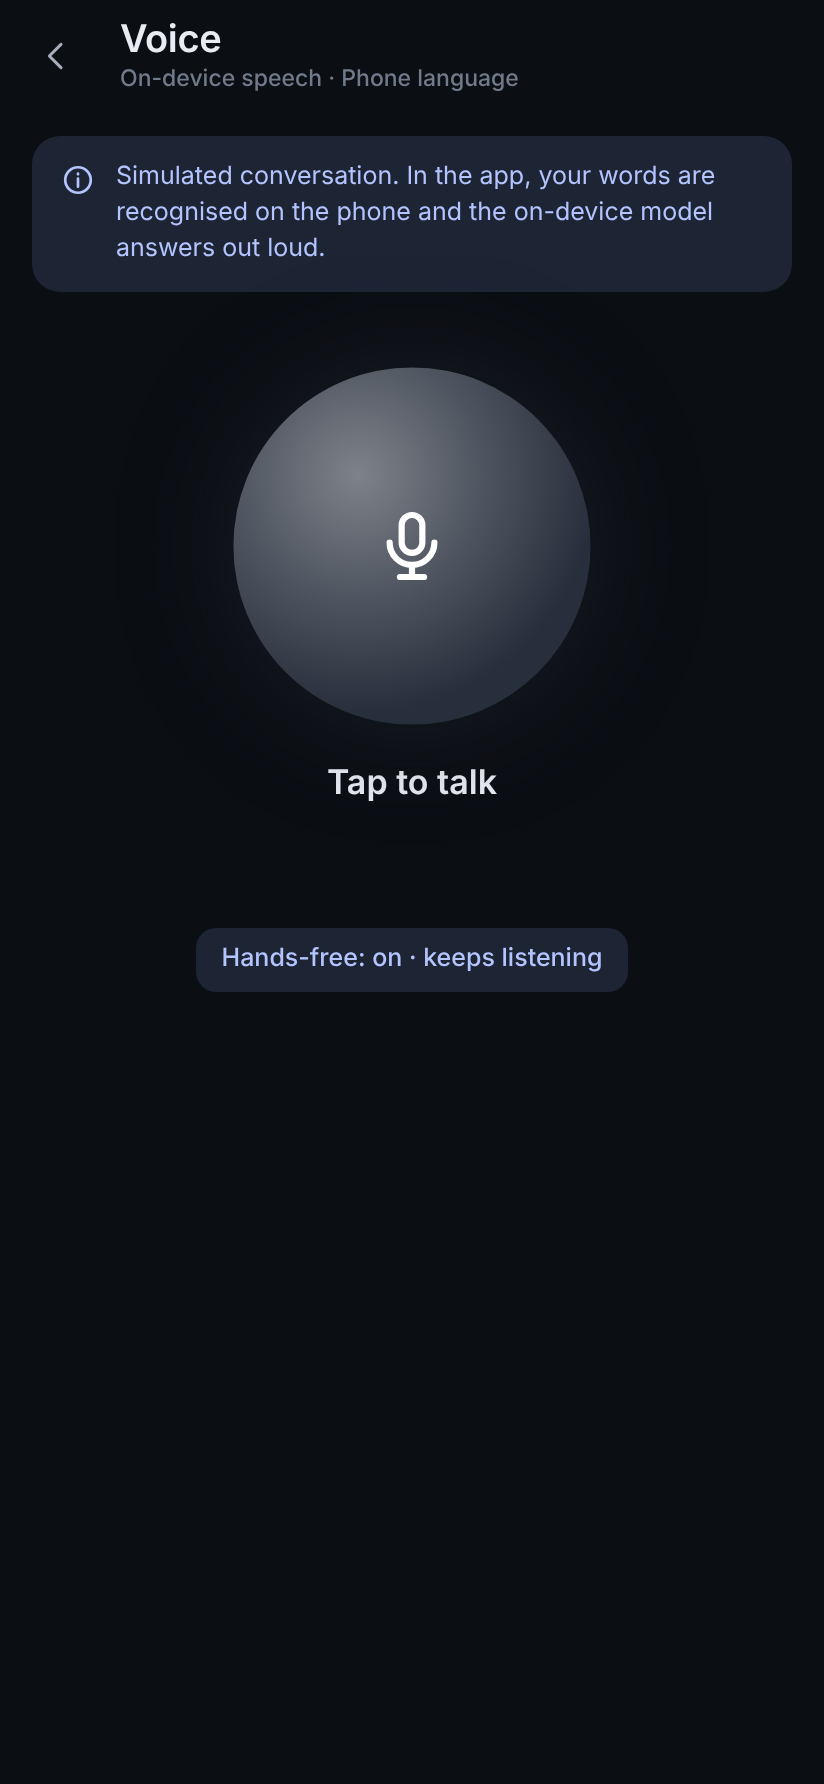 Voice
On-device speech · Phone language
Simulated conversation. In the app, your words are
recognised on the phone and the on-device model
answers out loud.
Tap to talk
Hands-free: on · keeps listening